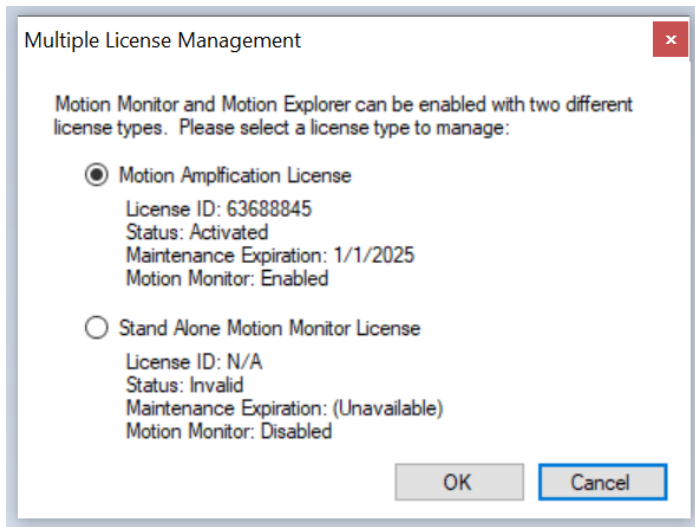 Multiple License Management
Motion Monitor and Motion Explorer can be enabled with two different
license types.  Please select a license type to manage:
Motion Amplfication License
License ID: 63688845
Status: Activated
Maintenance Expiration: 1/1/2025
Motion Monitor: Enabled
Stand Alone Motion Monitor License
License ID: N/A
Status: Invalid
Maintenance Expiration: (Unavailable)
Motion Monitor: Disabled
OK
Cancel